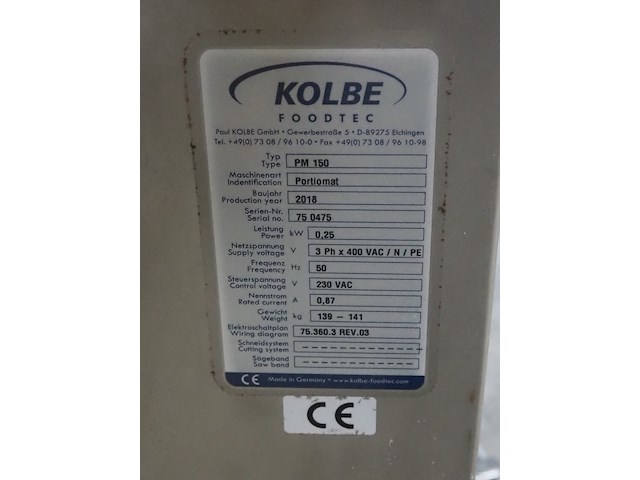 KOLBE
FOODTEC
Paul KOLBE GmbH • Gewerbestraße 5 • D-89275 Elchingen
Tel. +49(0) 73 08 / 96 10-0 • Fax +49(0) 73 08 / 96 10-98
Typ
Type PM 150
Maschinenart
Indentification Portiomat
Baujahr
Production year 2018
Serien-Nr.
Serial no. 75 0475
Leistung
Power kW 0,25
Netzspannung
Supply voltage V 3 Ph x 400 VAC / N / PE
Frequenz
Frequency Hz 50
Steuerspannung
Control voltage V 230 VAC
Nennstrom
Rated current A 0,87
Gewicht
Weight kg 139 - 141
Elektroschaltplan
Wiring diagram 75.360.3 REV.03
Schneidsystem
Cutting system --------------
Sägeband
Saw band --------------
CE Made in Germany • www.kolbe-foodtec.com
CE